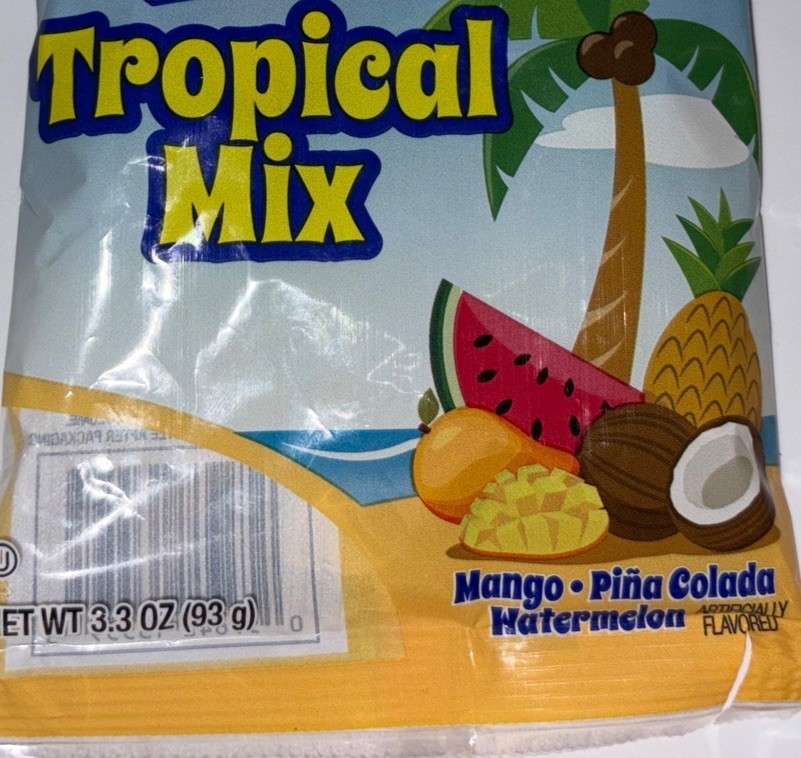 Tropical
Mix
U
ET WT 3.3 OZ (93 g)
Mango • Piña Colada
Watermelon ARTIFICIALLY
FLAVORED